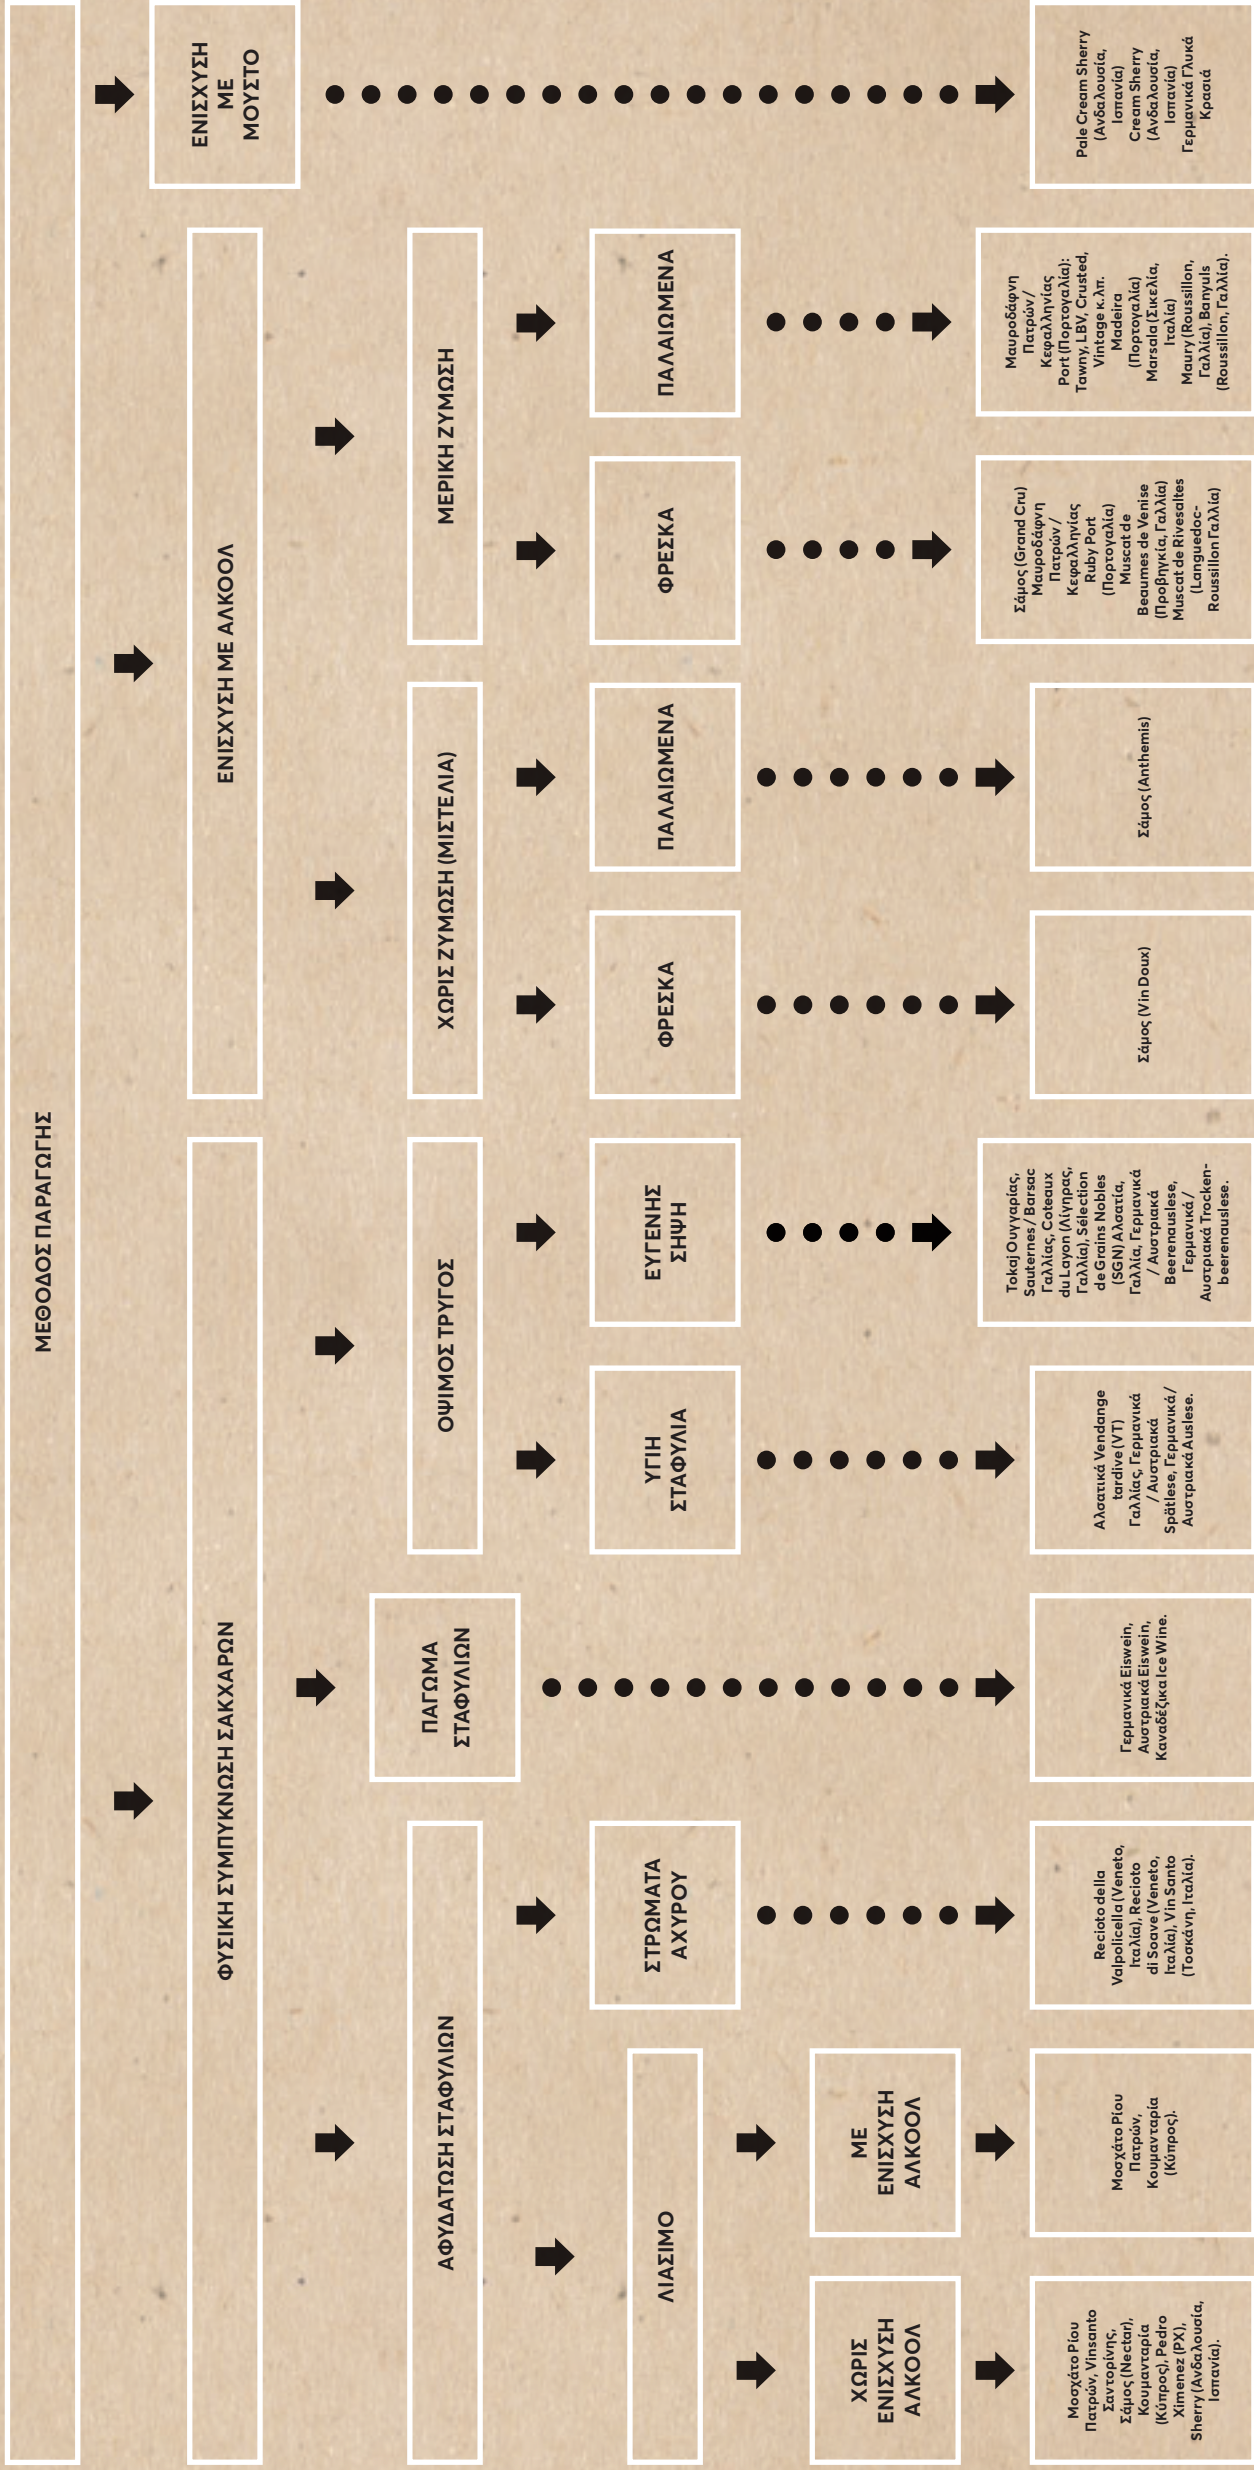 ΜΕΘΟΔΟΣ ΠΑΡΑΓΩΓΗΣ
ΦΥΣΙΚΗ ΣΥΜΠΥΚΝΩΣΗ ΣΑΚΧΑΡΩΝ
ΕΝΙΣΧΥΣΗ ΜΕ ΑΛΚΟΟΛ
ΕΝΙΣΧΥΣΗ
ΜΕ
ΜΟΥΣΤΟ
ΑΦΥΔΑΤΩΣΗ ΣΤΑΦΥΛΙΩΝ
ΠΑΓΩΜΑ
ΣΤΑΦΥΛΙΩΝ
ΟΨΙΜΟΣ ΤΡΥΓΟΣ
ΧΩΡΙΣ ΖΥΜΩΣΗ (ΜΙΣΤΕΛΙΑ)
ΜΕΡΙΚΗ ΖΥΜΩΣΗ
ΛΙΑΣΙΜΟ
ΣΤΡΩΜΑΤΑ
ΑΧΥΡΟΥ
ΥΓΙΗ
ΣΤΑΦΥΛΙΑ
ΕΥΓΕΝΗΣ
ΣΗΨΗ
ΦΡΕΣΚΑ
ΠΑΛΑΙΩΜΕΝΑ
ΦΡΕΣΚΑ
ΠΑΛΑΙΩΜΕΝΑ
ΧΩΡΙΣ
ΕΝΙΣΧΥΣΗ
ΑΛΚΟΟΛ
ΜΕ
ΕΝΙΣΧΥΣΗ
ΑΛΚΟΟΛ
Μοσχάτο Ρίου
Πατρών, Vinsanto
Σαντορίνης,
Σάμος (Nectar),
Κουμανταρία
(Κύπρος), Pedro
Ximenez (PX),
Sherry (Ανδαλουσία,
Ισπανία).
Μοσχάτο Ρίου
Πατρών,
Κουμανταρία
(Κύπρος).
Recioto della
Valpolicella (Veneto,
Ιταλία), Recioto
di Soave (Veneto,
Ιταλία), Vin Santo
(Τοσκάνη, Ιταλία).
Γερμανικά Eiswein,
Αυστριακά Eiswein,
Καναδέζικα Ice Wine.
Αλσατικά Vendange
tardive (VT)
Γαλλίας, Γερμανικά
/ Αυστριακά
Spätlese, Γερμανικά /
Αυστριακά Auslese.
Tokaj Ουγγαρίας,
Sauternes / Barsac
Γαλλίας, Coteaux
du Layon (Λίγηρας,
Γαλλία), Sélection
de Grains Nobles
(SGN) Αλσατία,
Γαλλία, Γερμανικά
/ Αυστριακά
Beerenauslese,
Γερμανικά /
Αυστριακά Trocken-
beerenauslese.
Σάμος (Vin Doux)
Σάμος (Anthemis)
Σάμος (Grand Cru)
Μαυροδάφνη
Πατρών /
Κεφαλληνίας
Ruby Port
(Πορτογαλία)
Muscat de
Beaumes de Venise
(Προβηγκία, Γαλλία)
Muscat de Rivesaltes
(Languedoc-
Roussillon Γαλλία)
Μαυροδάφνη
Πατρών /
Κεφαλληνίας
Port (Πορτογαλία):
Tawny, LBV, Crusted,
Vintage κ.λπ.
Madeira
(Πορτογαλία)
Marsala (Σικελία,
Ιταλία)
Maury (Roussillon,
Γαλλία), Banyuls
(Roussillon, Γαλλία).
Pale Cream Sherry
(Ανδαλουσία,
Ισπανία)
Cream Sherry
(Ανδαλουσία,
Ισπανία)
Γερμανικά Γλυκά
Κρασιά